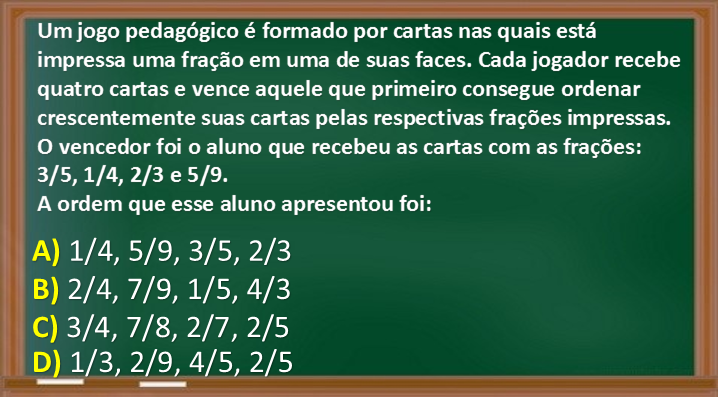 Um jogo pedagógico é formado por cartas nas quais está
impressa uma fração em uma de suas faces. Cada jogador recebe
quatro cartas e vence aquele que primeiro consegue ordenar
crescentemente suas cartas pelas respectivas frações impressas.
O vencedor foi o aluno que recebeu as cartas com as frações:
3/5, 1/4, 2/3 e 5/9.
A ordem que esse aluno apresentou foi:
A) 1/4, 5/9, 3/5, 2/3
B) 2/4, 7/9, 1/5, 4/3
C) 3/4, 7/8, 2/7, 2/5
D) 1/3, 2/9, 4/5, 2/5